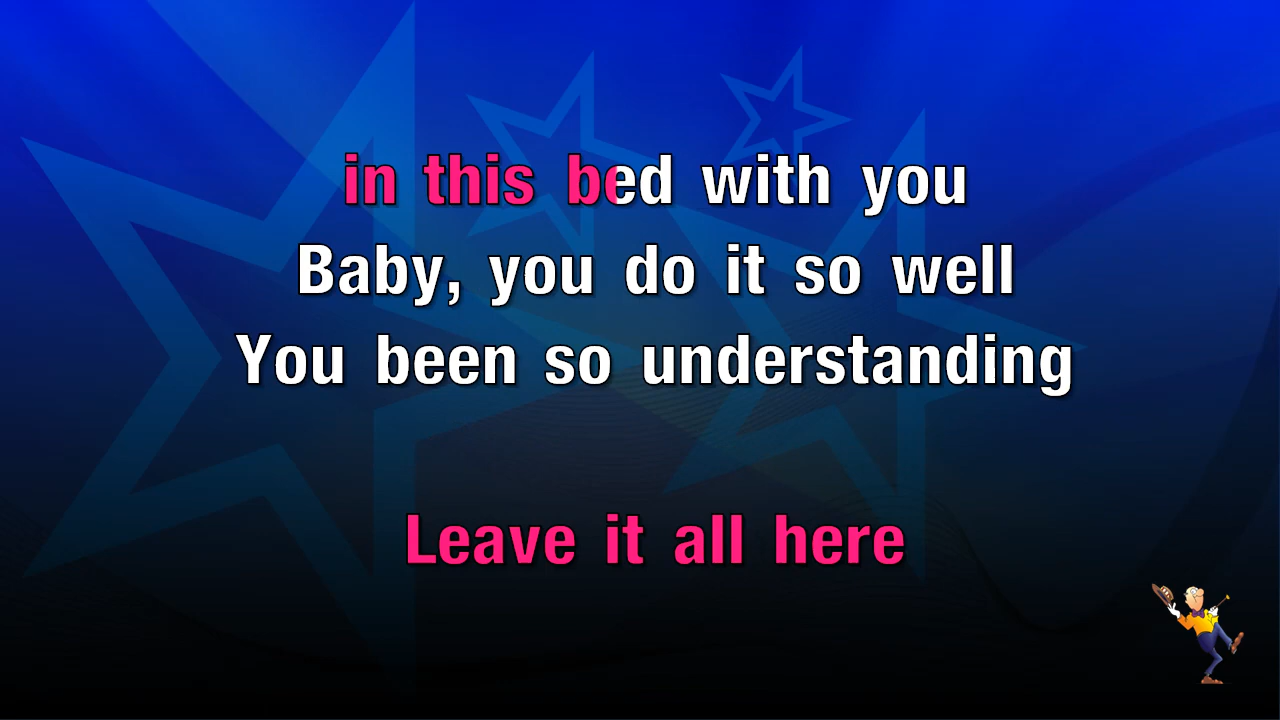 in this bed with you
Baby, you do it so well
You been so understanding
Leave it all here